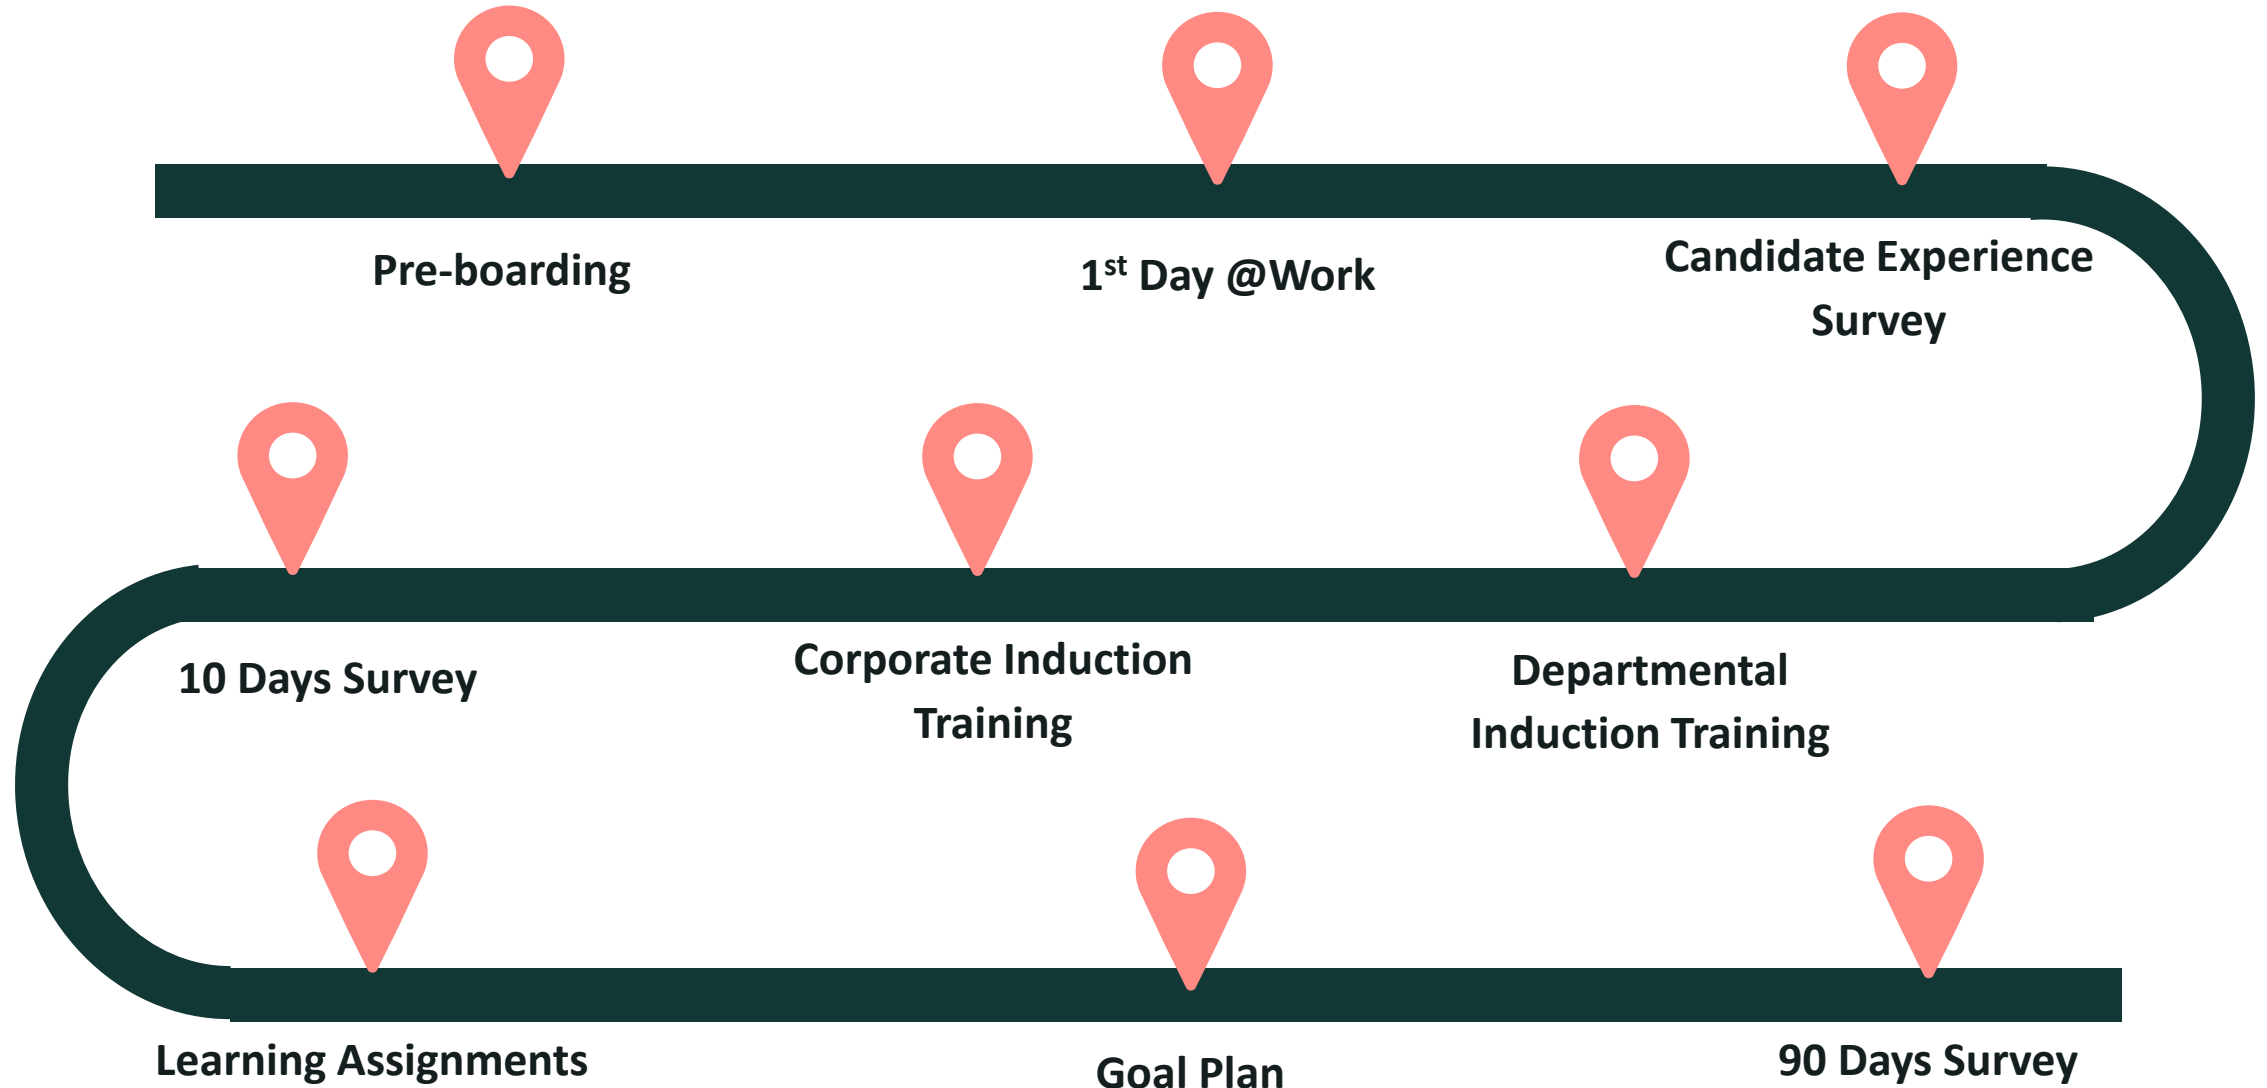 Pre-boarding
1st Day @Work
Candidate Experience
Survey
10 Days Survey
Corporate Induction
Training
Departmental
Induction Training
Learning Assignments
Goal Plan
90 Days Survey